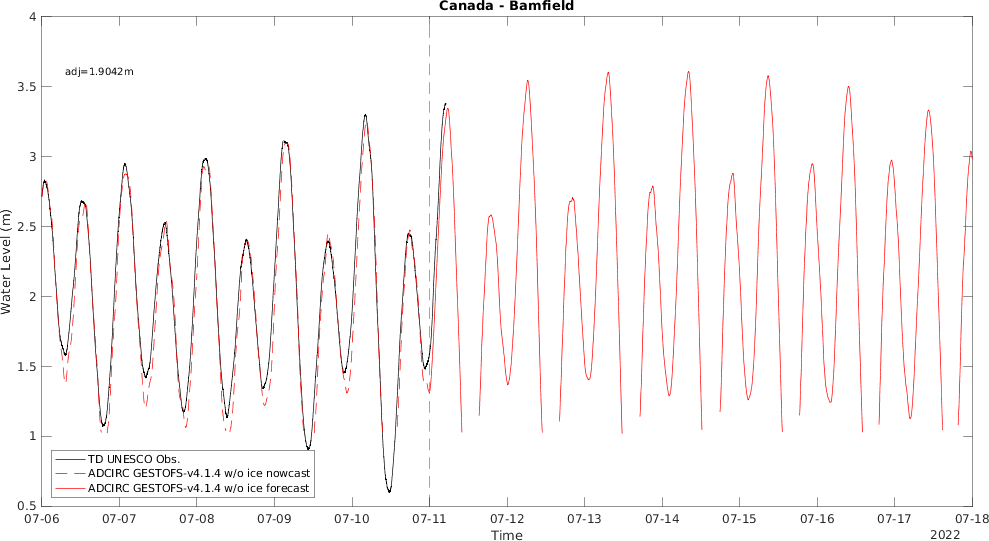 Canada - Bamfield
4
3.5
3
2.5
2
1.5
1
0.5
Water Level (m)
adj=1.9042m
TD UNESCO Obs.
ADCIRC GESTOFS-v4.1.4 w/o ice nowcast
ADCIRC GESTOFS-v4.1.4 w/o ice forecast
07-06 07-07 07-08 07-09 07-10 07-11 07-12 07-13 07-14 07-15 07-16 07-17 07-18
Time
2022